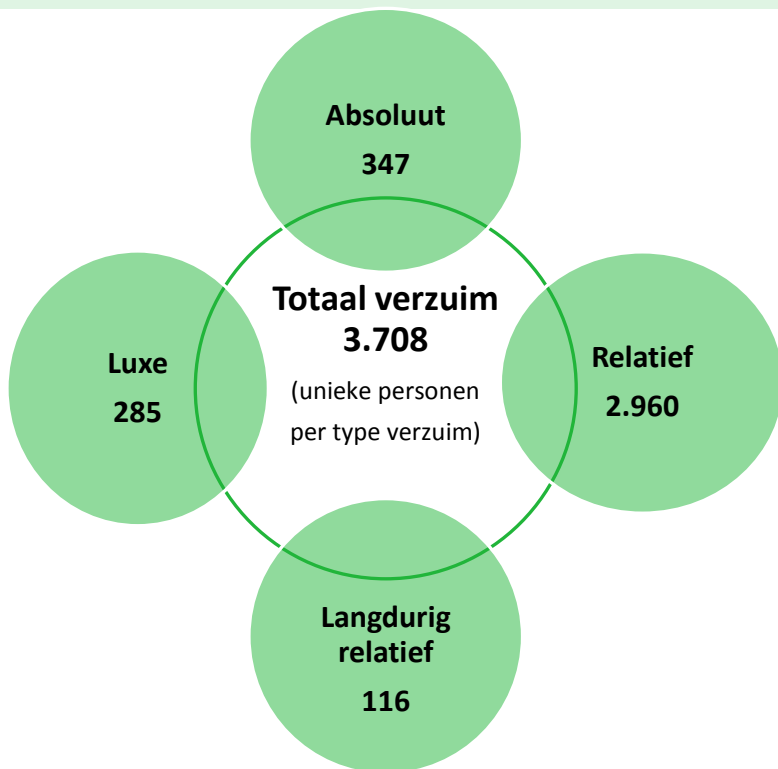 Absoluut
347
Totaal verzuim
3.708
(unieke personen
per type verzuim)
Luxe
285
Relatief
2.960
Langdurig
relatief
116